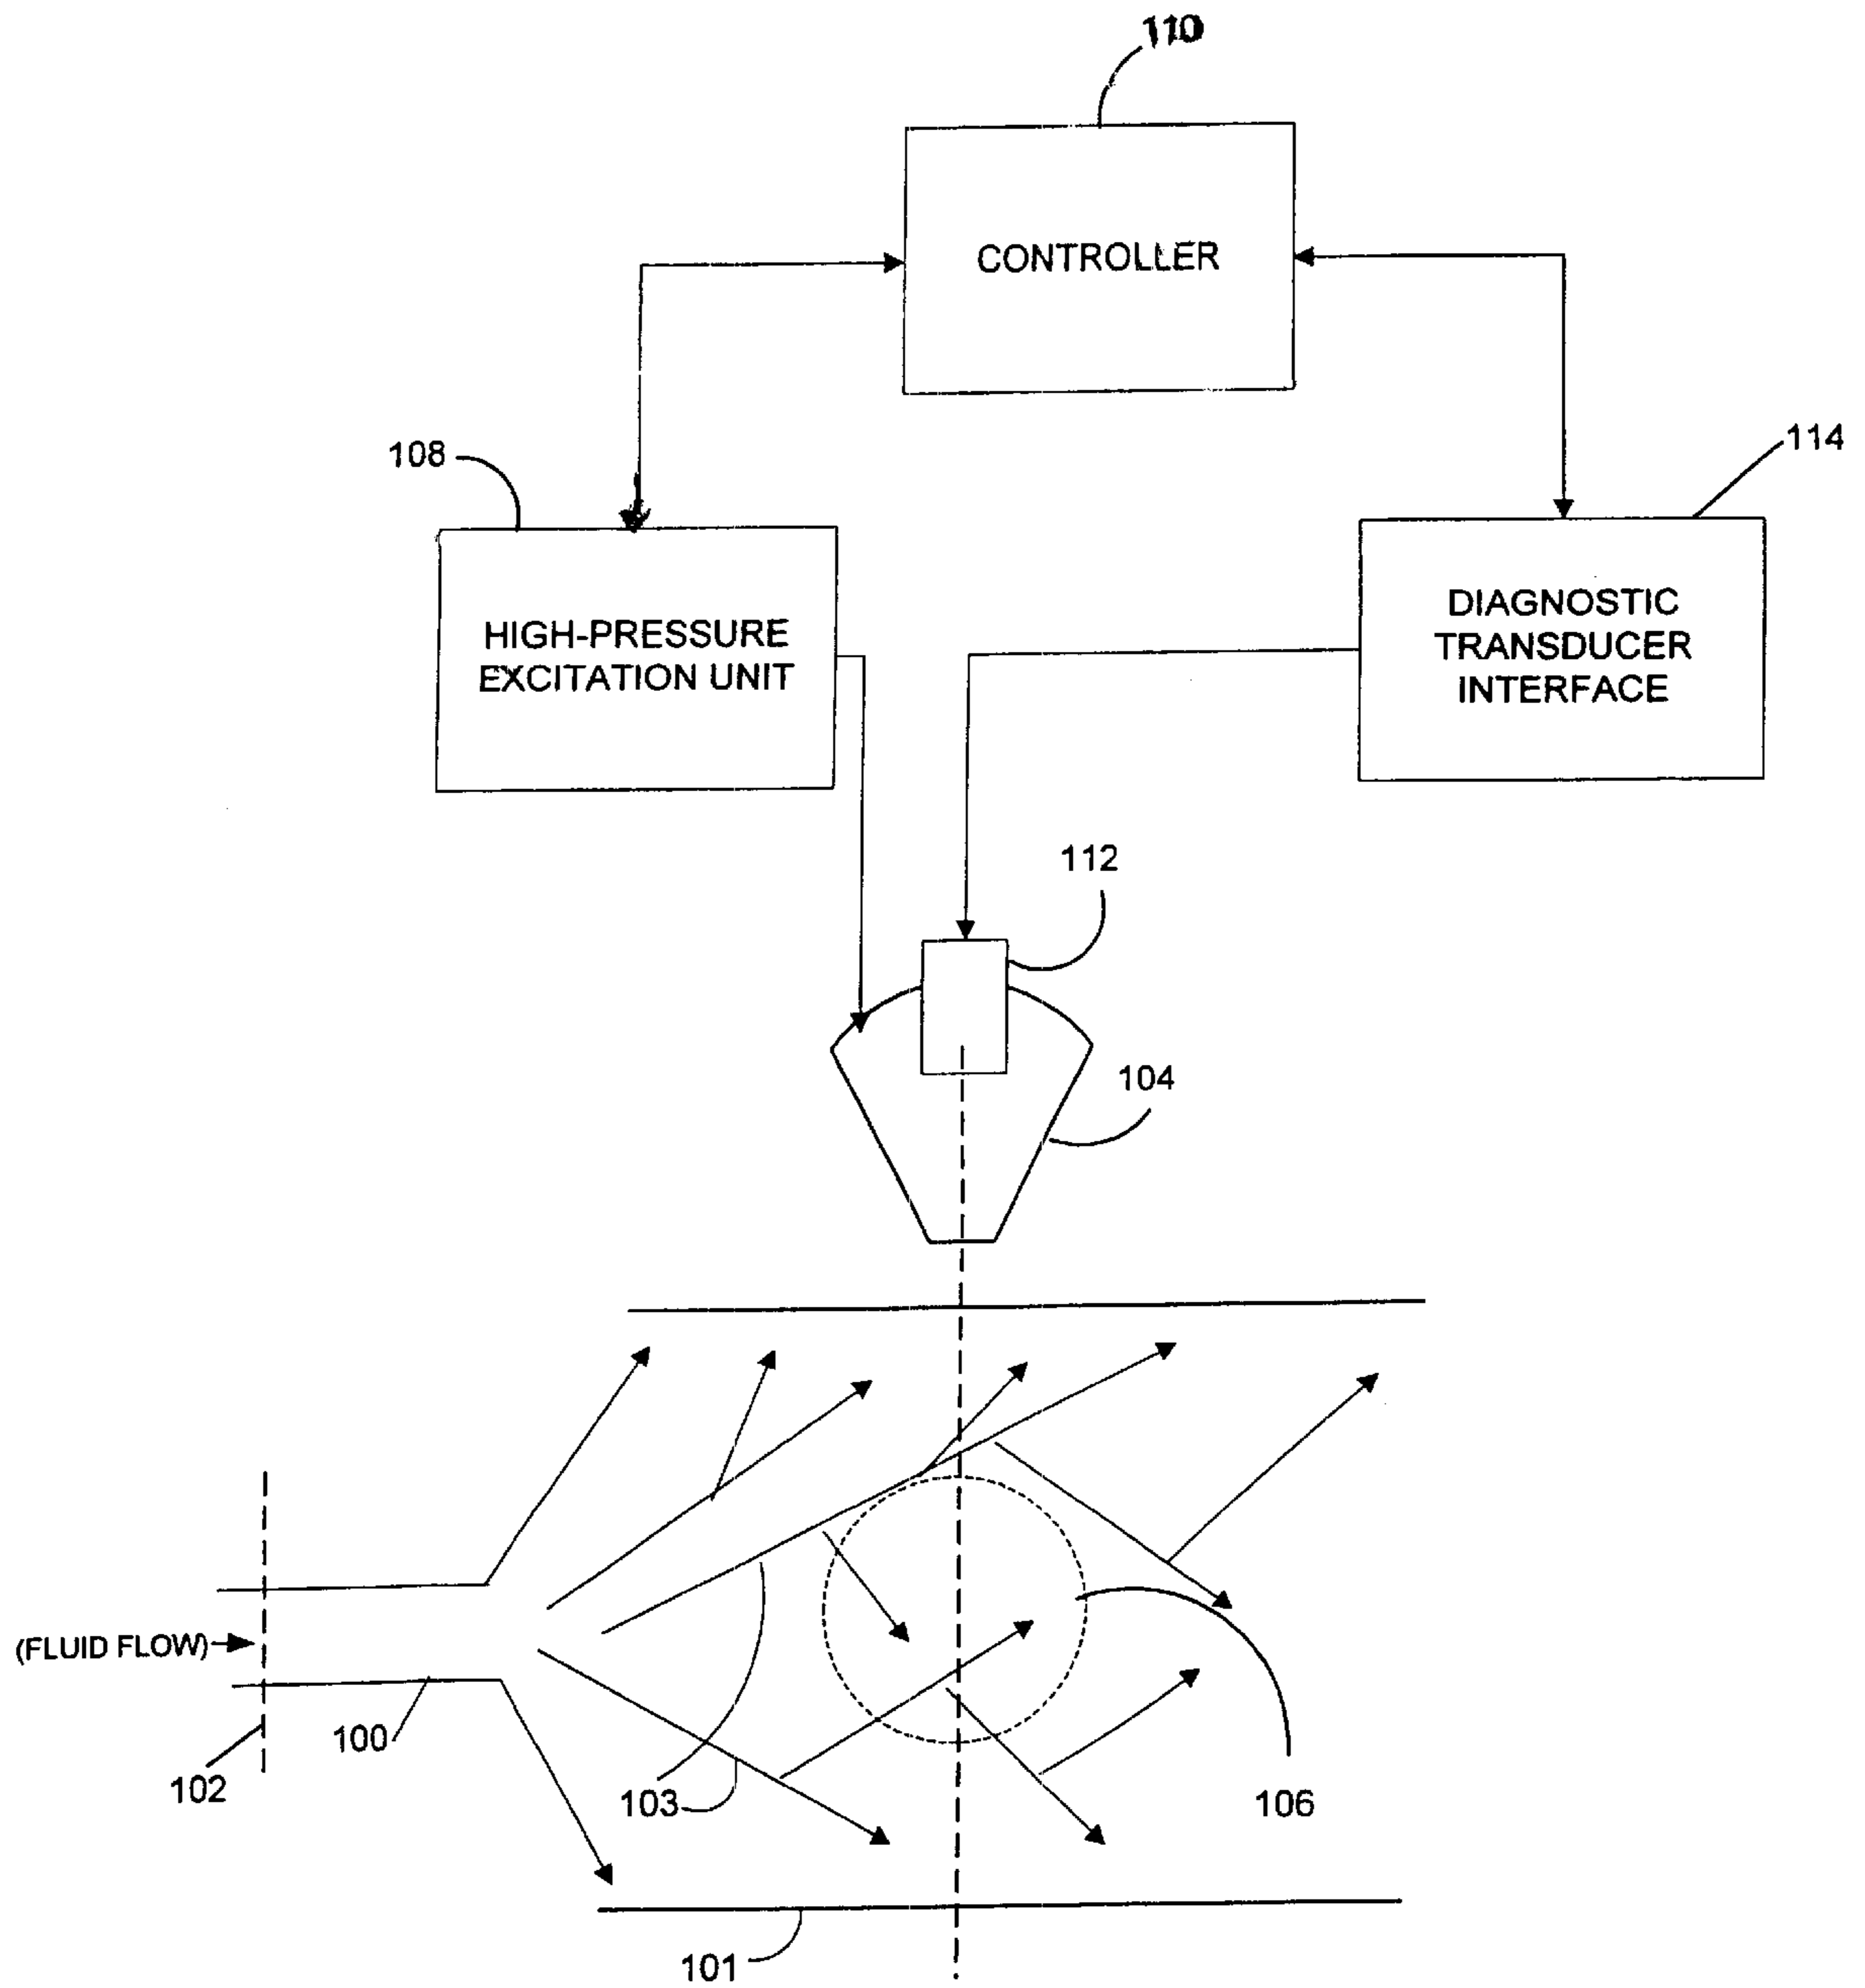 110
CONTROLLER
108
114
HIGH-PRESSURE
EXCITATION UNIT
DIAGNOSTIC
TRANSDUCER
INTERFACE
112
104
(FLUID FLOW)
100
102
103
106
101